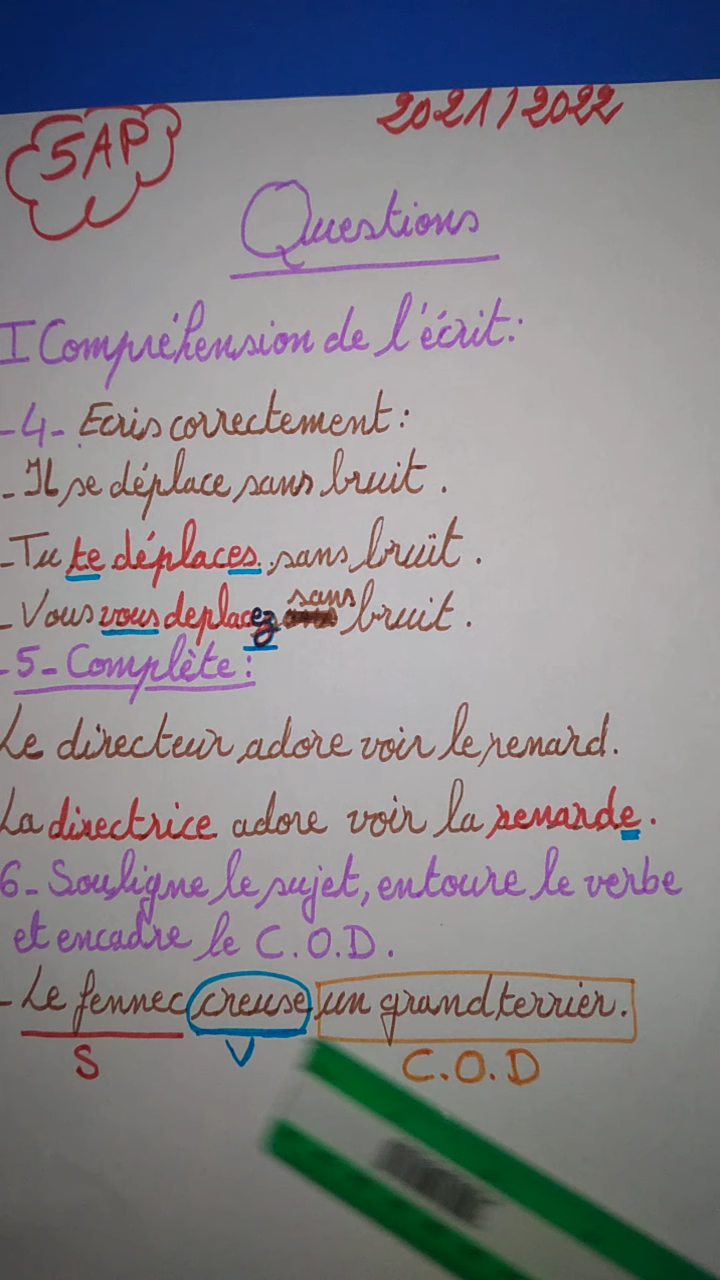 5AP
2021/2022
Questions
I Compréhension de l'écrit:
-4- Ecris correctement:
- Il se déplace sans bruit.
- Tu te déplaces sans bruit.
- Vous vous deplacez sans bruit.
-5- Complète:
Le directeur adore voir le renard.
La directrice adore voir la renarde.
6- Souligne le sujet, entoure le verbe
et encadre le C.O.D.
- Le fennec creuse un grand terrier.
S V C.O.D